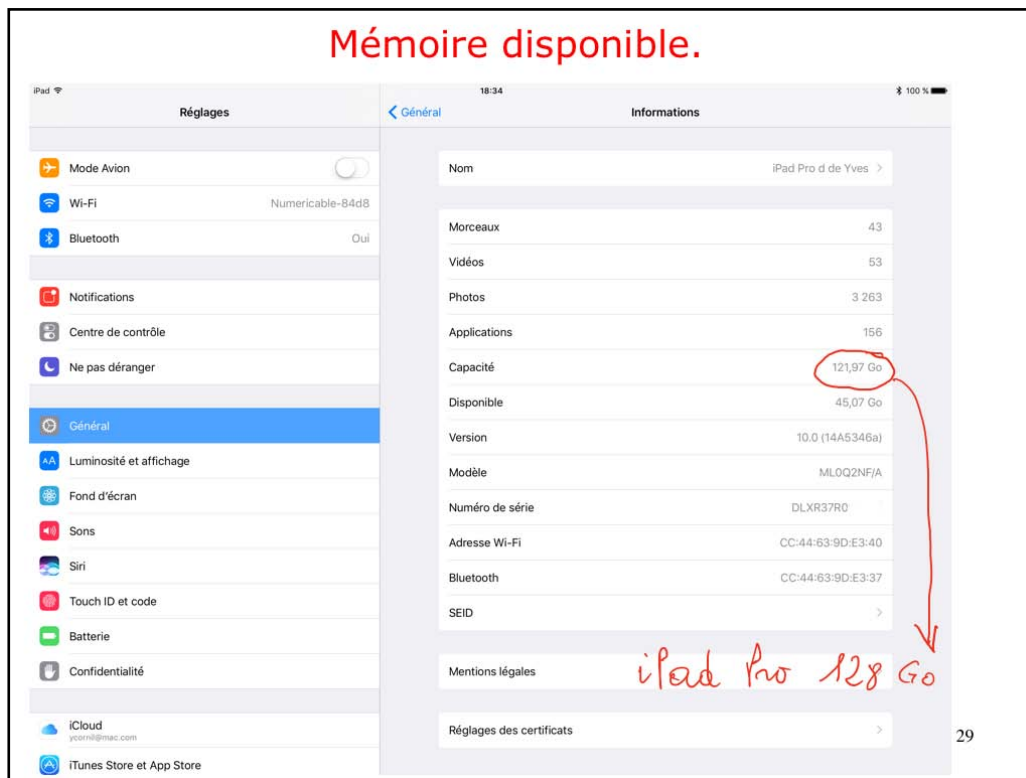 Mémoire disponible.
iPad 18:34 100 %
Réglages
Général Informations
Mode Avion
Wi-Fi Numericable-84d8
Bluetooth Oui
Notifications
Centre de contrôle
Ne pas déranger
Général
AA Luminosité et affichage
Fond d'écran
Sons
Siri
Touch ID et code
Batterie
Confidentialité
iCloud
ycornil@mac.com
iTunes Store et App Store
Nom iPad Pro d de Yves
Morceaux 43
Vidéos 53
Photos 3 263
Applications 156
Capacité 121,97 Go
Disponible 45,07 Go
Version 10.0 (14A5346a)
Modèle ML0Q2NF/A
Numéro de série DLXR37R0
Adresse Wi-Fi CC:44:63:9D:E3:40
Bluetooth CC:44:63:9D:E3:37
SEID
Mentions légales
iPad Pro 128 Go
Réglages des certificats
29